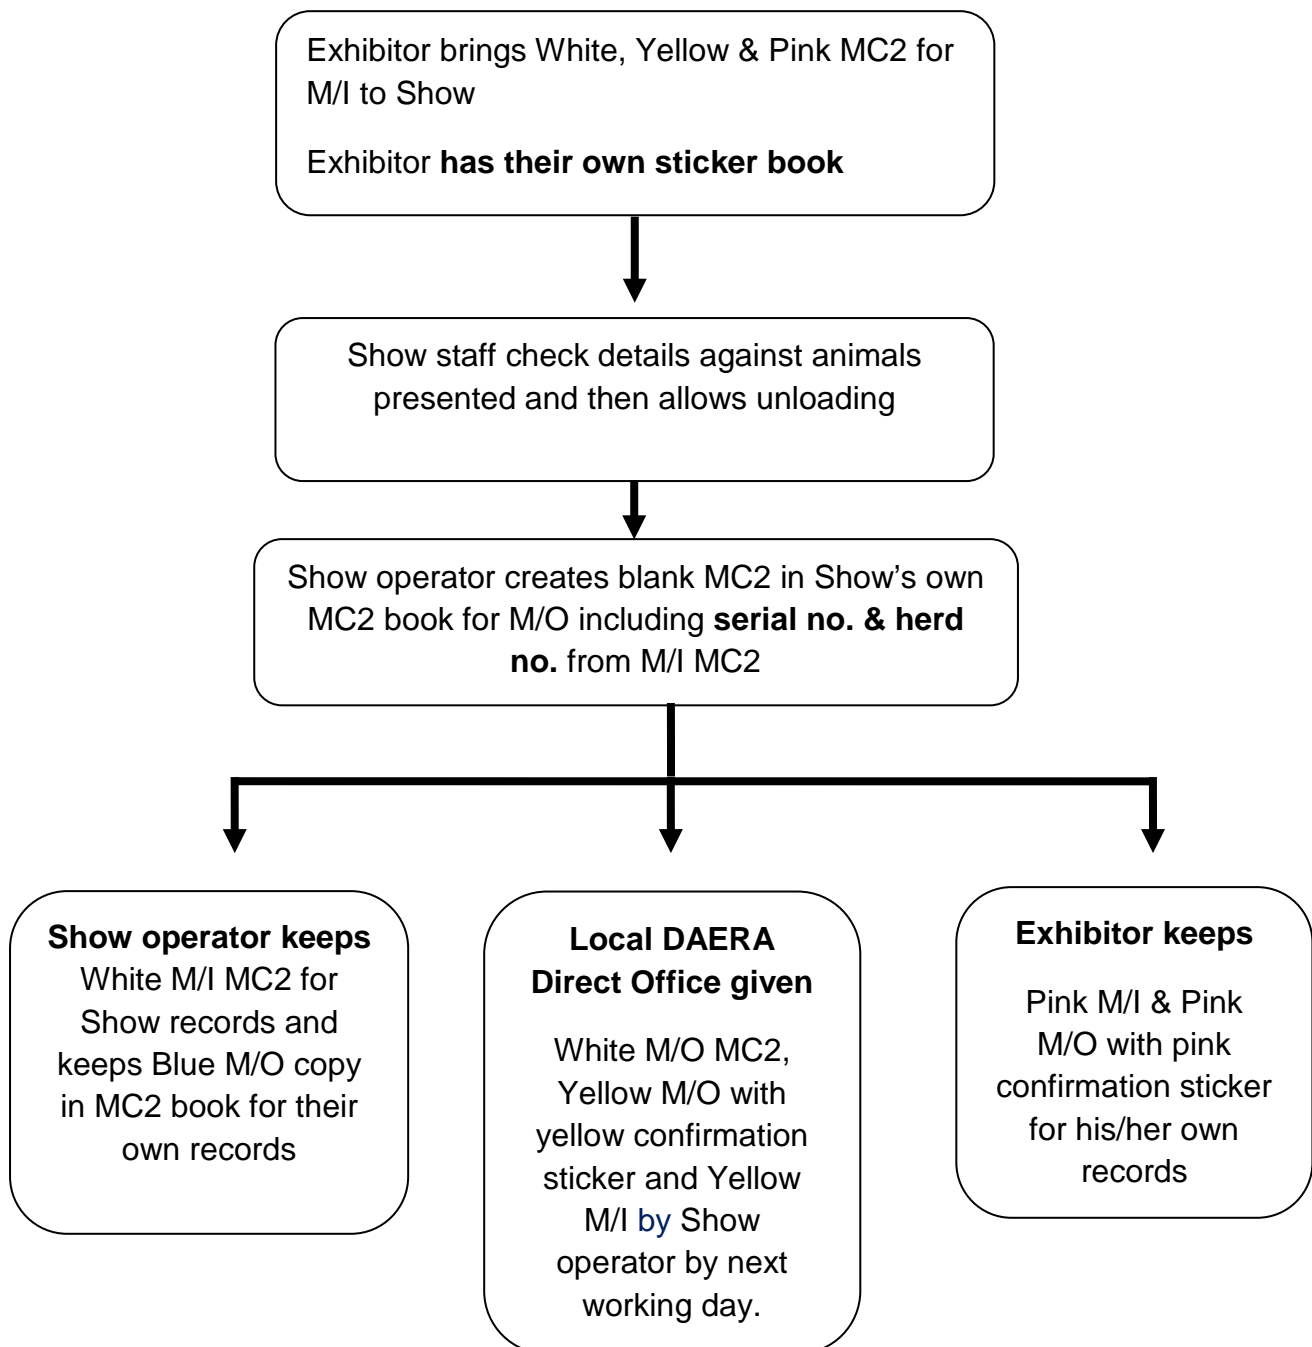 Exhibitor brings White, Yellow & Pink MC2 for
M/I to Show
Exhibitor has their own sticker book
Show staff check details against animals
presented and then allows unloading
Show operator creates blank MC2 in Show’s own
MC2 book for M/O including serial no. & herd
no. from M/I MC2
Show operator keeps
White M/I MC2 for
Show records and
keeps Blue M/O copy
in MC2 book for their
own records
Local DAERA
Direct Office given
White M/O MC2,
Yellow M/O with
yellow confirmation
sticker and Yellow
M/I by Show
operator by next
working day.
Exhibitor keeps
Pink M/I & Pink
M/O with pink
confirmation sticker
for his/her own
records